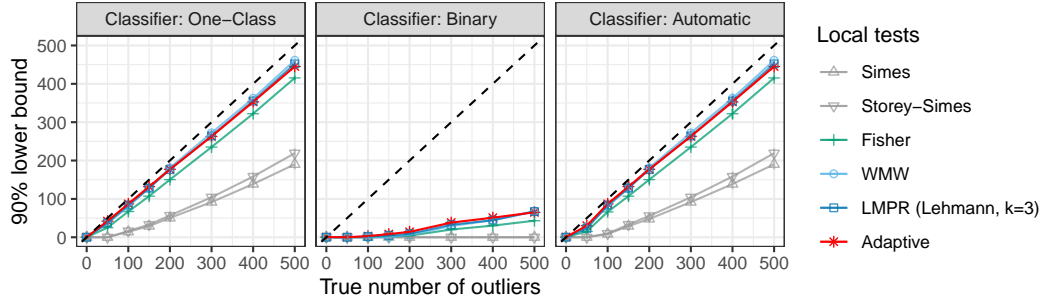 Classifier: One−Class
Classifier: Binary
Classifier: Automatic
90% lower bound
500
400
300
200
100
0
0 100 200 300 400 500
0 100 200 300 400 500
0 100 200 300 400 500
True number of outliers
Local tests
Simes
Storey−Simes
Fisher
WMW
LMPR (Lehmann, k=3)
Adaptive